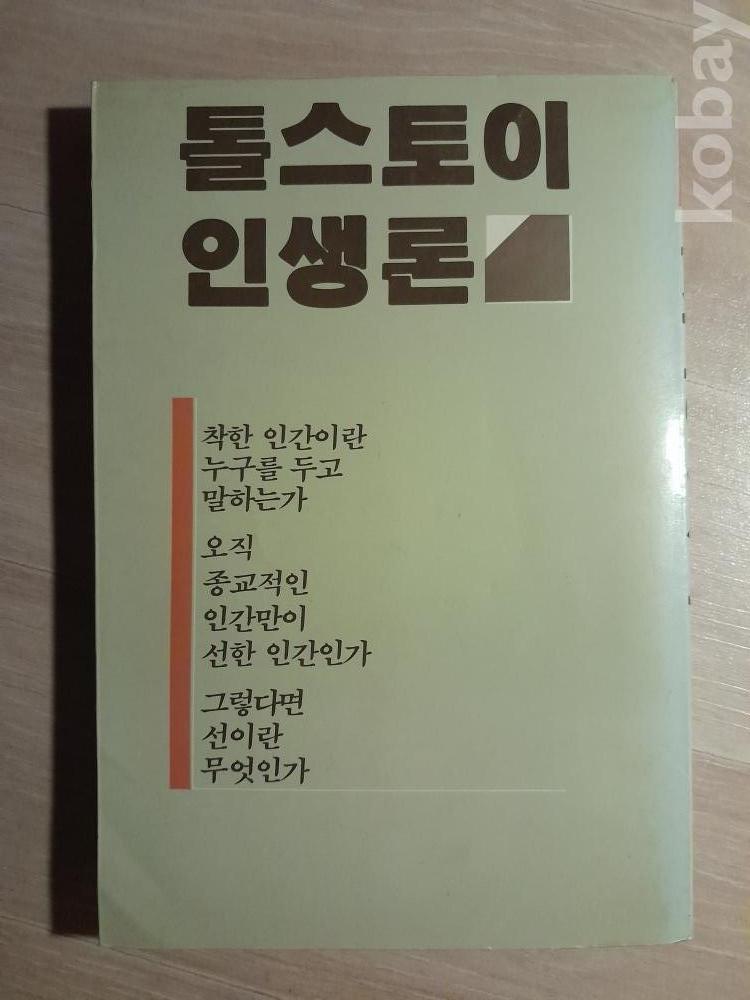 돌스토이
인생론
착한 인간이란
누구를 두고
말하는가
오직
종교적인
인간만이
선한 인간인가
그렇다면
선이란
무엇인가
kobay